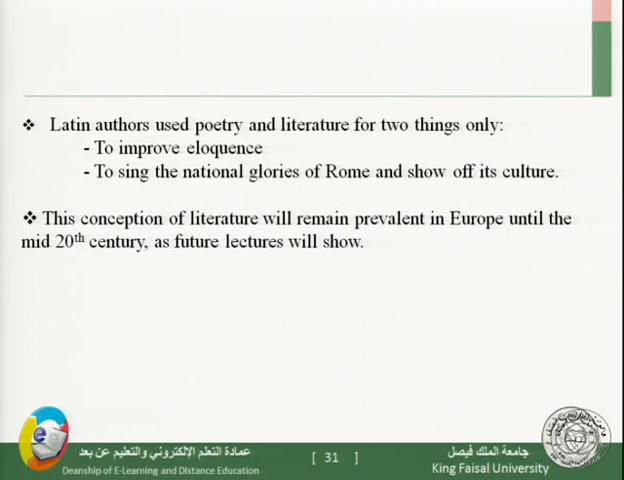 ❖ Latin authors used poetry and literature for two things only:
- To improve eloquence
- To sing the national glories of Rome and show off its culture.
❖ This conception of literature will remain prevalent in Europe until the
mid 20th century, as future lectures will show.
عمادة التعلم الإلكتروني والتعليم عن بعد
Deanship of E-Learning and Distance Education
[ 31 ]
جامعة الملك فيصل
King Faisal University